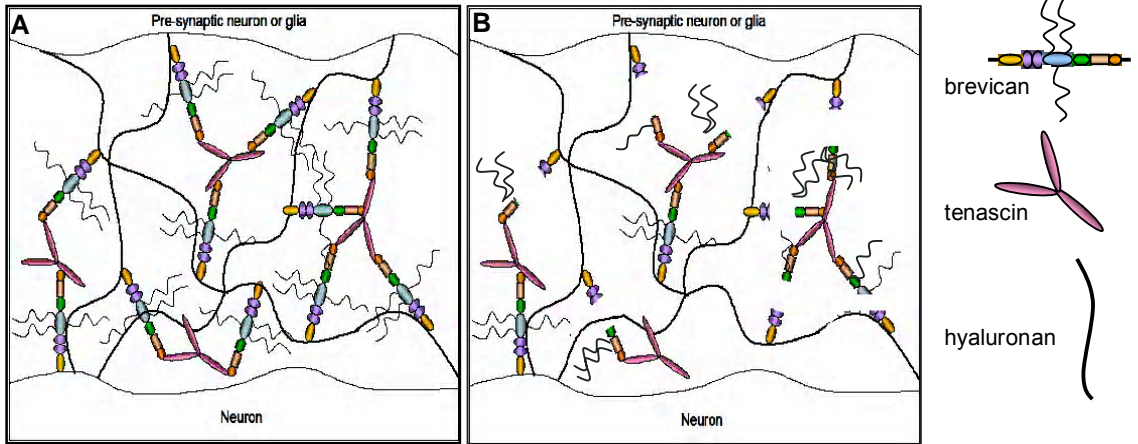 A
Pre-synaptic neuron or glia
Neuron
B
Pre-synaptic neuron or glia
Neuron
brevican
tenascin
hyaluronan